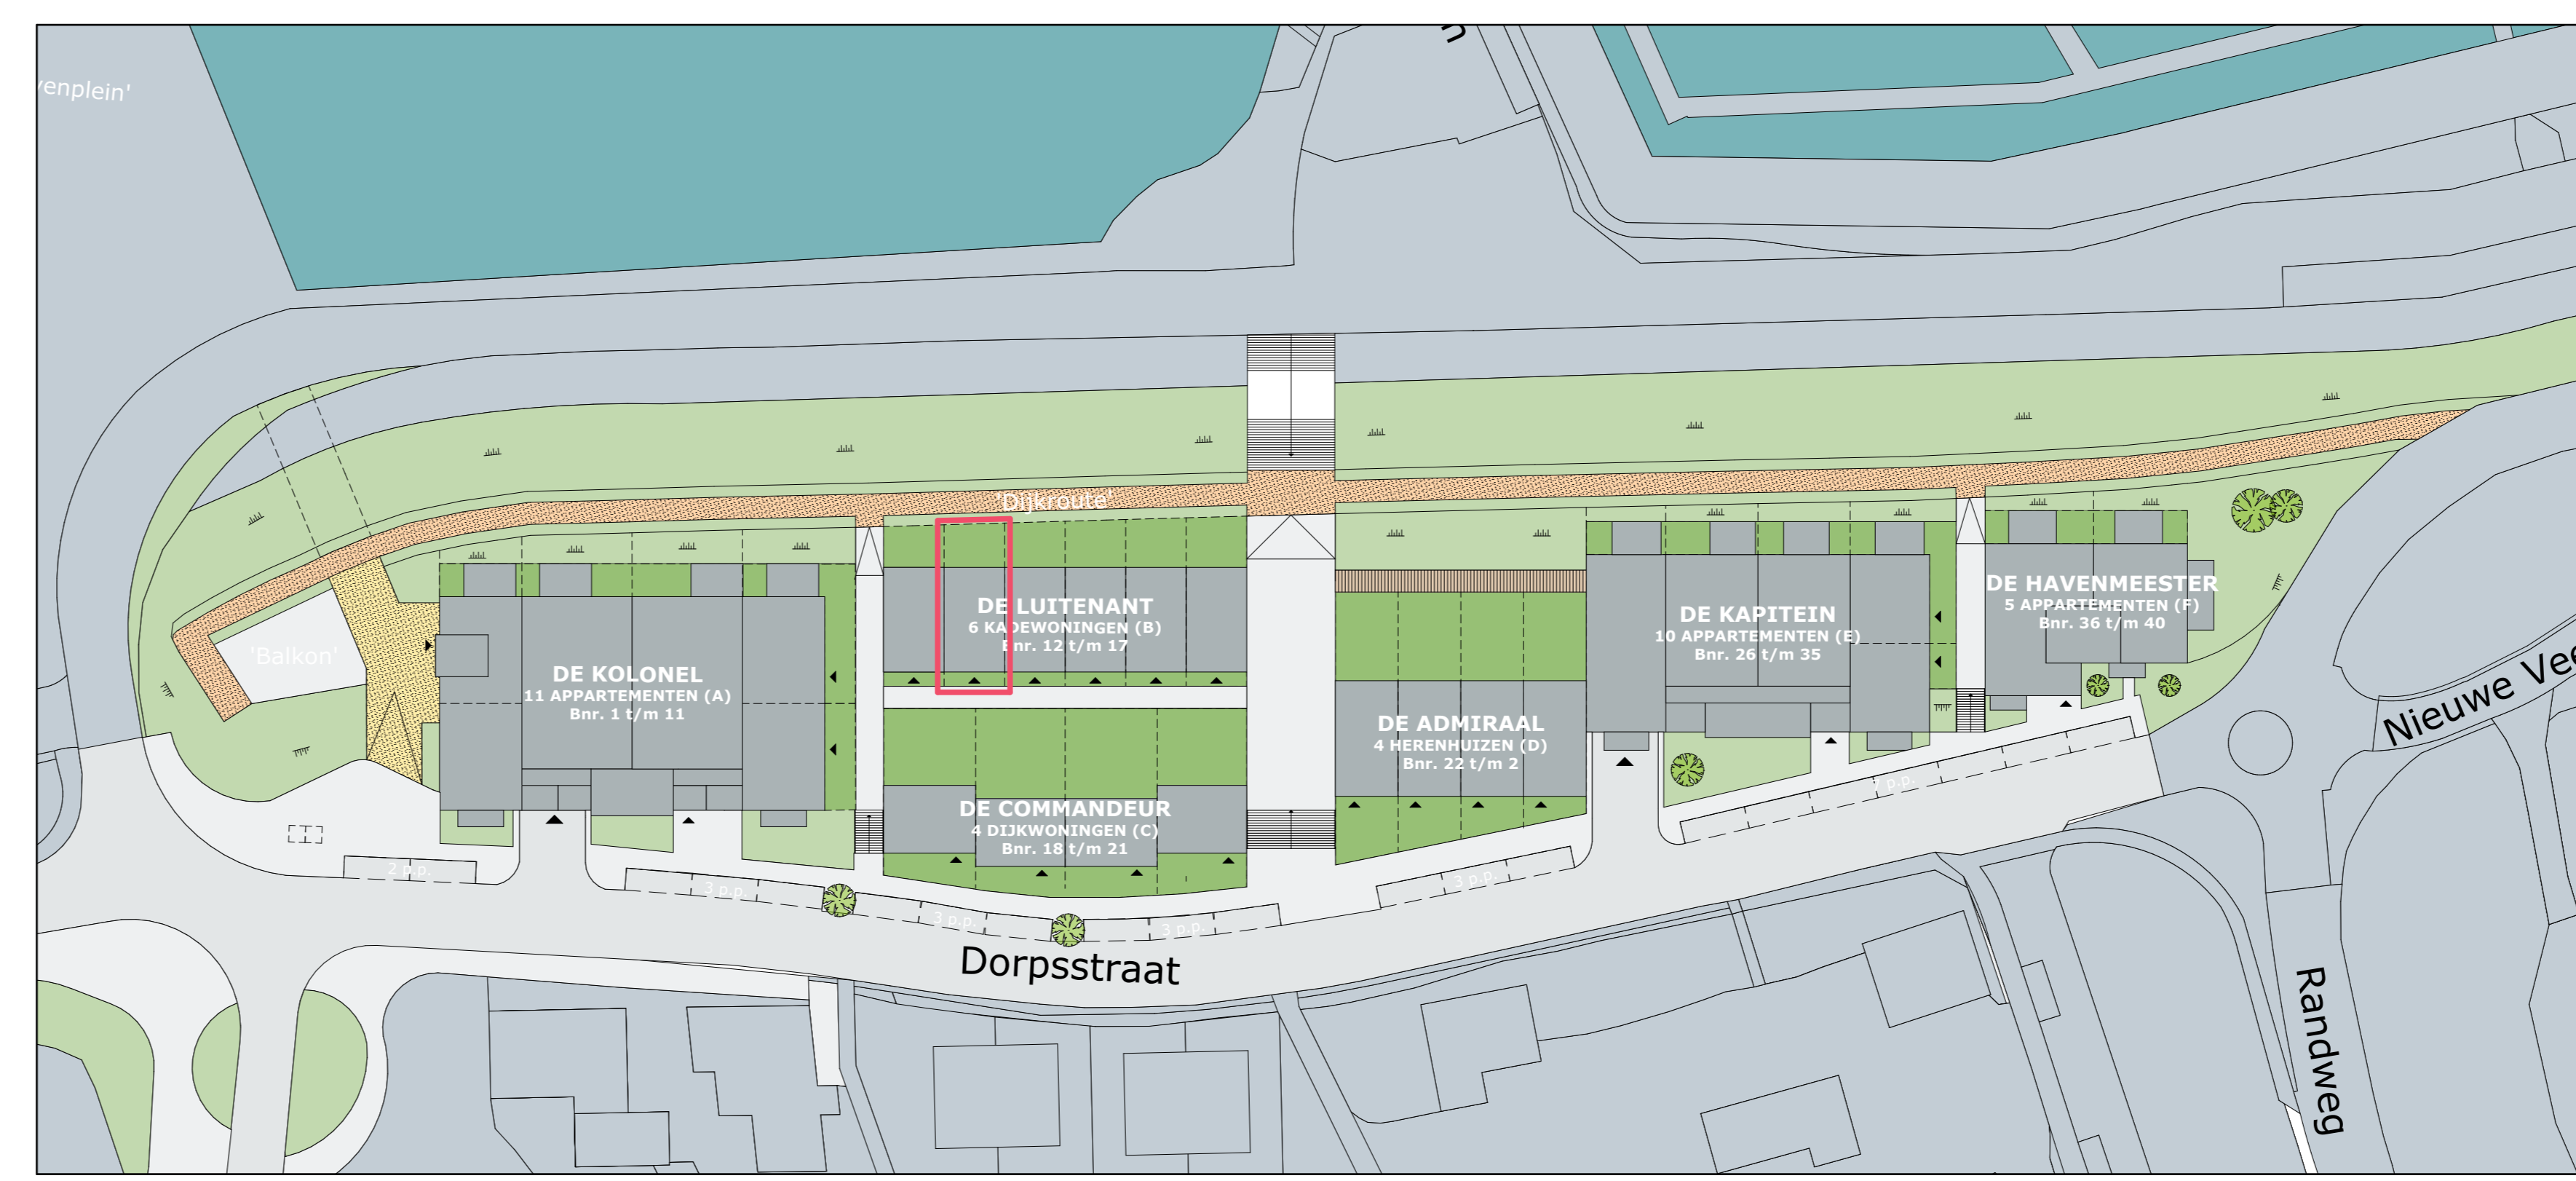 venplein'
'Dijkroute'
'Balkon'
DE KOLONEL
11 APPARTEMENTEN (A)
Bnr. 1 t/m 11
DE LUITENANT
6 KADEWONINGEN (B)
Bnr. 12 t/m 17
DE COMMANDEUR
4 DIJKWONINGEN (C)
Bnr. 18 t/m 21
DE ADMIRAAL
4 HERENHUIZEN (D)
Bnr. 22 t/m 2
DE KAPITEIN
10 APPARTEMENTEN (E)
Bnr. 26 t/m 35
DE HAVENMEESTER
5 APPARTEMENTEN (F)
Bnr. 36 t/m 40
2 p.p.
3 p.p.
3 p.p.
3 p.p.
3 p.p.
p.p.
Dorpsstraat
Nieuwe Vee
Randweg